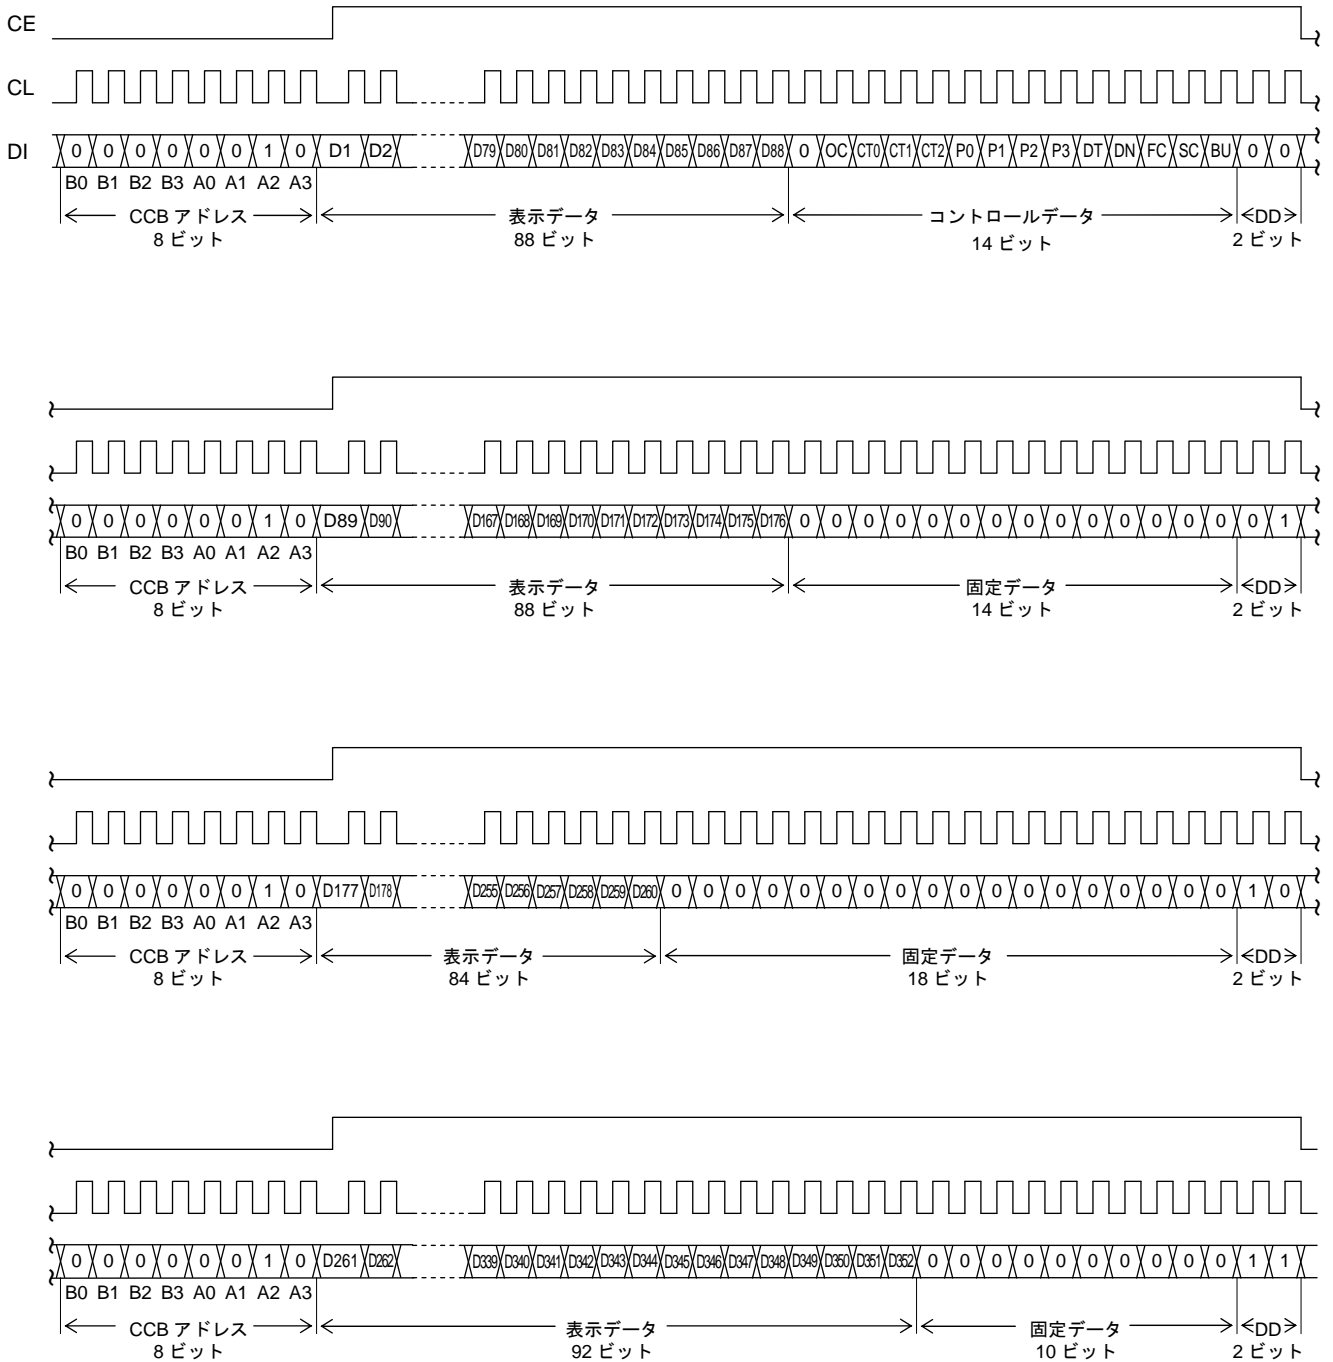 CE
CL
DI 0 0 0 0 0 0 1 0 D1 D2 D79 D80 D81 D82 D83 D84 D85 D86 D87 D88 0 OC CT0 CT1 CT2 P0 P1 P2 P3 DT DN FC SC BU 0 0
B0 B1 B2 B3 A0 A1 A2 A3
CCB アドレス 表示データ コントロールデータ DD
8 ビット 88 ビット 14 ビット 2 ビット
0 0 0 0 0 0 1 0 D89 D90 D167 D168 D169 D170 D171 D172 D173 D174 D175 D176 0 0 0 0 0 0 0 0 0 0 0 0 0 0 0 1
B0 B1 B2 B3 A0 A1 A2 A3
CCB アドレス 表示データ 固定データ DD
8 ビット 88 ビット 14 ビット 2 ビット
0 0 0 0 0 0 1 0 D177 D178 D255 D256 D257 D258 D259 D260 0 0 0 0 0 0 0 0 0 0 0 0 0 0 0 0 0 0 1 0
B0 B1 B2 B3 A0 A1 A2 A3
CCB アドレス 表示データ 固定データ DD
8 ビット 84 ビット 18 ビット 2 ビット
0 0 0 0 0 0 1 0 D261 D262 D339 D340 D341 D342 D343 D344 D345 D346 D347 D348 D349 D350 D351 D352 0 0 0 0 0 0 0 0 0 0 1 1
B0 B1 B2 B3 A0 A1 A2 A3
CCB アドレス 表示データ 固定データ DD
8 ビット 92 ビット 10 ビット 2 ビット